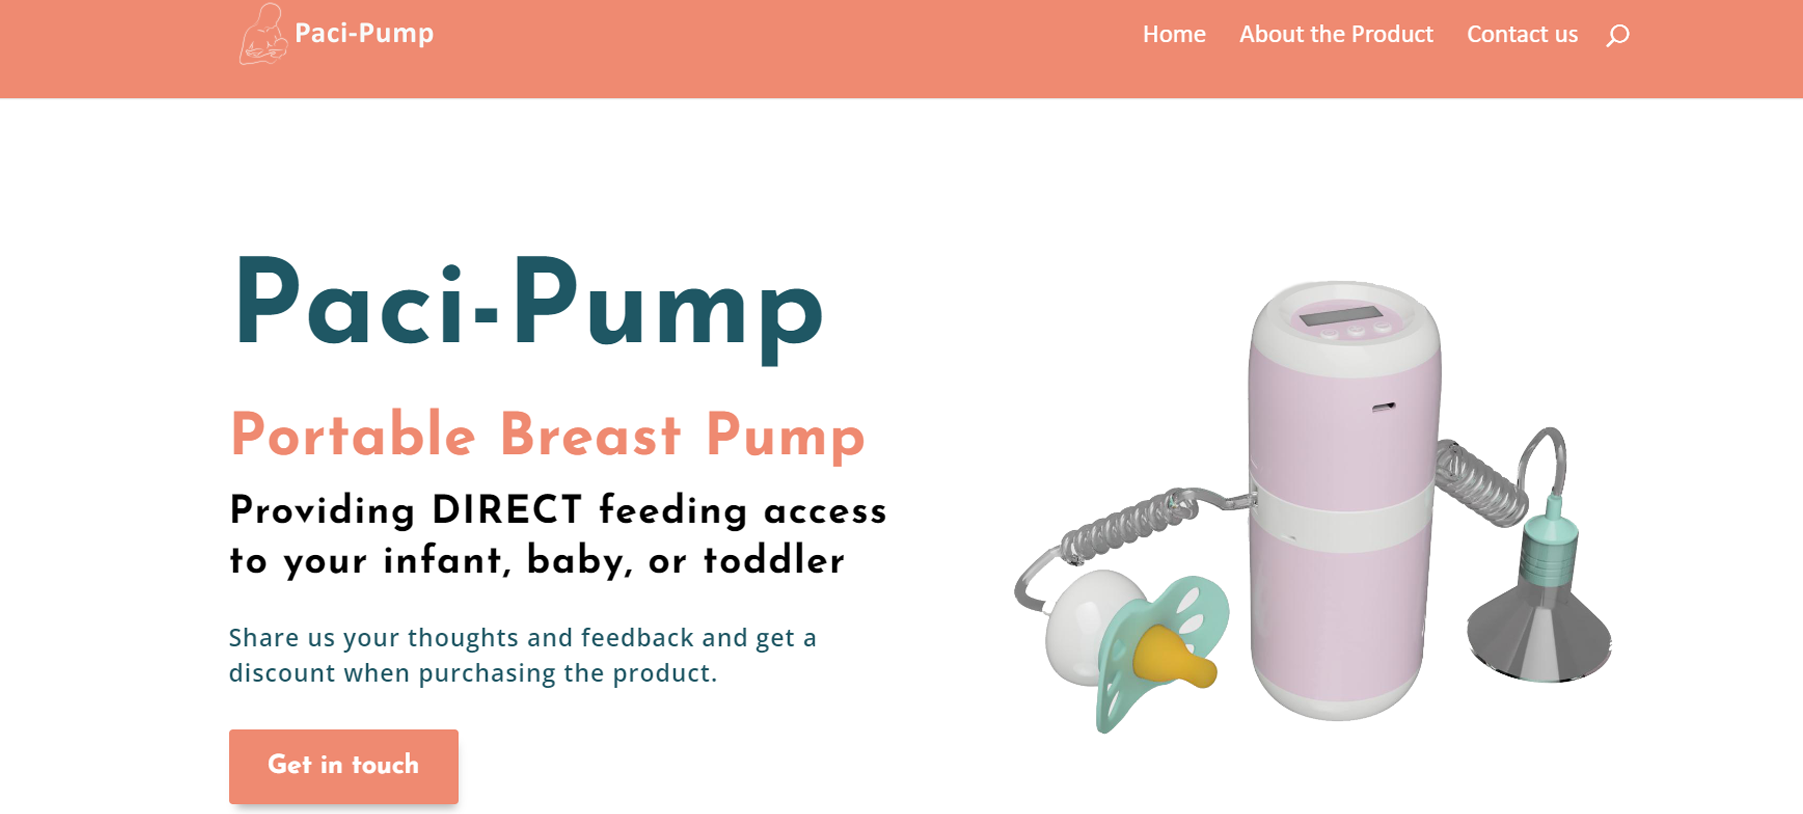 Paci-Pump
Home
About the Product
Contact us
Paci-Pump
Portable Breast Pump
Providing DIRECT feeding access
to your infant, baby, or toddler
Share us your thoughts and feedback and get a
discount when purchasing the product.
Get in touch